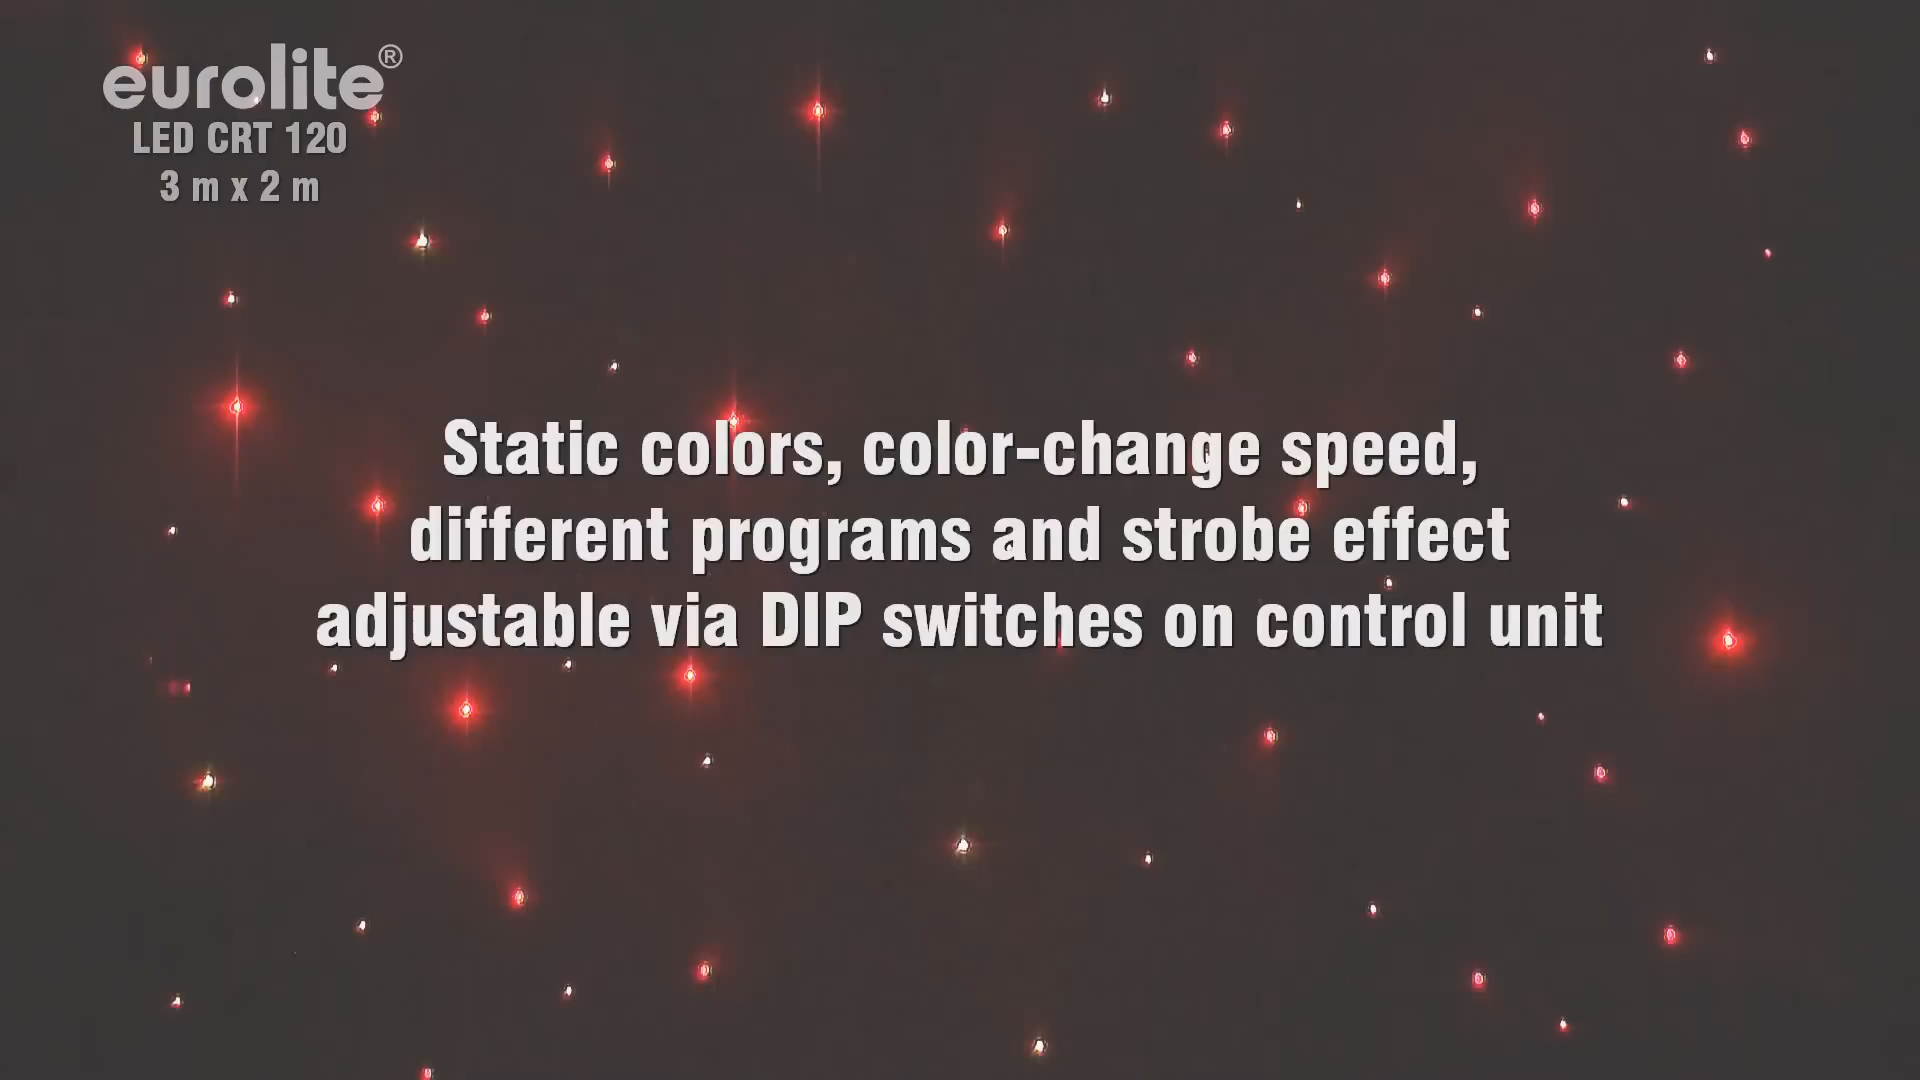 eurolite®
LED CRT 120
3 m x 2 m
Static colors, color-change speed,
different programs and strobe effect
adjustable via DIP switches on control unit